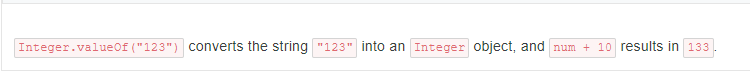 Integer.valueOf("123") converts the string "123" into an Integer object, and num + 10 results in 133.